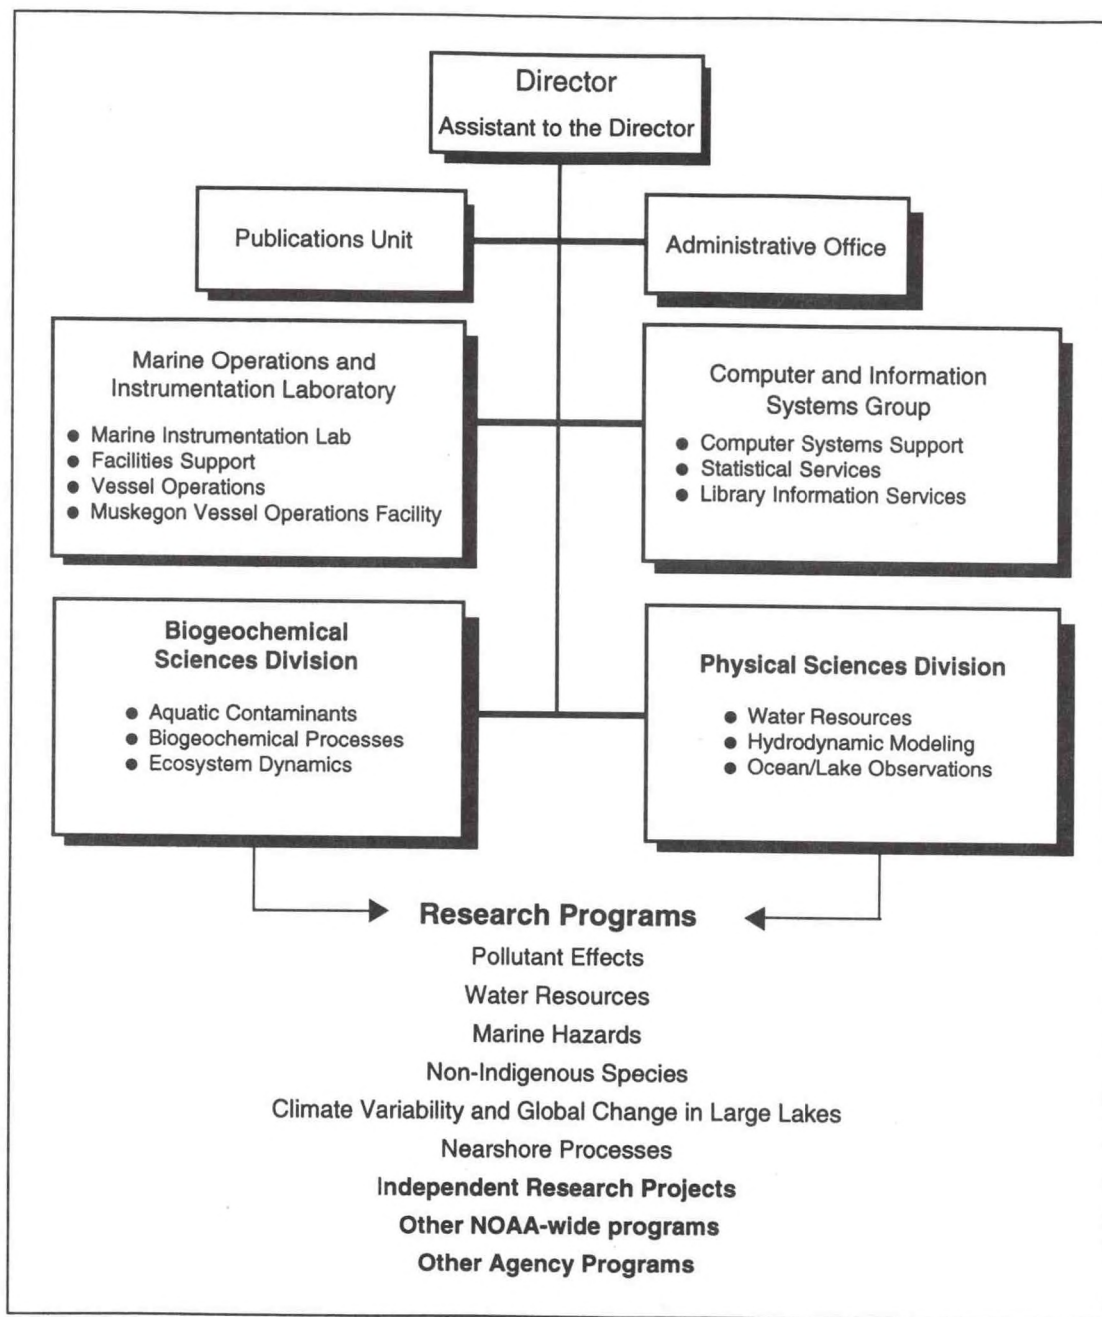 Director
Assistant to the Director
Publications Unit
Administrative Office
Marine Operations and
Instrumentation Laboratory
● Marine Instrumentation Lab
● Facilities Support
● Vessel Operations
● Muskegon Vessel Operations Facility
Computer and Information
Systems Group
● Computer Systems Support
● Statistical Services
● Library Information Services
Biogeochemical
Sciences Division
● Aquatic Contaminants
● Biogeochemical Processes
● Ecosystem Dynamics
Physical Sciences Division
● Water Resources
● Hydrodynamic Modeling
● Ocean/Lake Observations
Research Programs
Pollutant Effects
Water Resources
Marine Hazards
Non-Indigenous Species
Climate Variability and Global Change in Large Lakes
Nearshore Processes
Independent Research Projects
Other NOAA-wide programs
Other Agency Programs